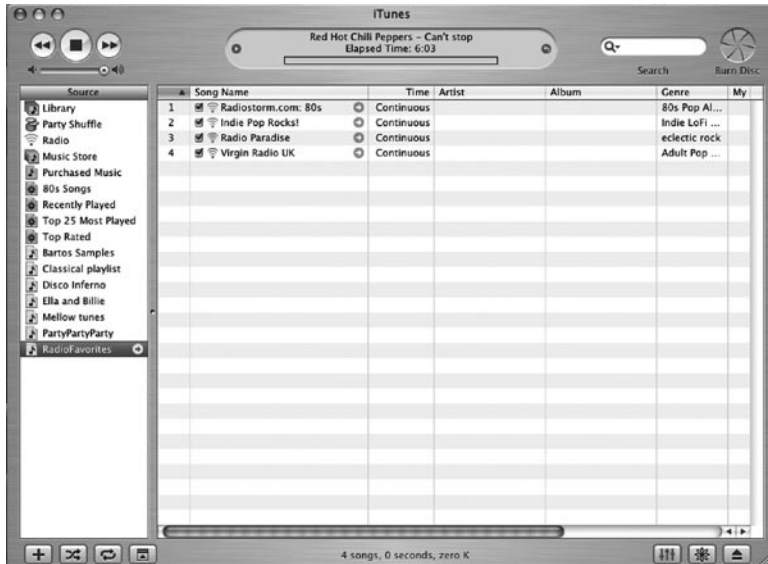 iTunes
Red Hot Chili Peppers – Can't stop
Elapsed Time: 6:03
Search
Burn Disc
Source
Library
Party Shuffle
Radio
Music Store
Purchased Music
80s Songs
Recently Played
Top 25 Most Played
Top Rated
Bartos Samples
Classical playlist
Disco Inferno
Ella and Billie
Mellow tunes
PartyPartyParty
RadioFavorites
Song Name Time Artist Album Genre My
1 Radiostorm.com: 80s Continuous 80s Pop Al...
2 Indie Pop Rocks! Continuous Indie LoFi ...
3 Radio Paradise Continuous eclectic rock
4 Virgin Radio UK Continuous Adult Pop ...
4 songs, 0 seconds, zero K